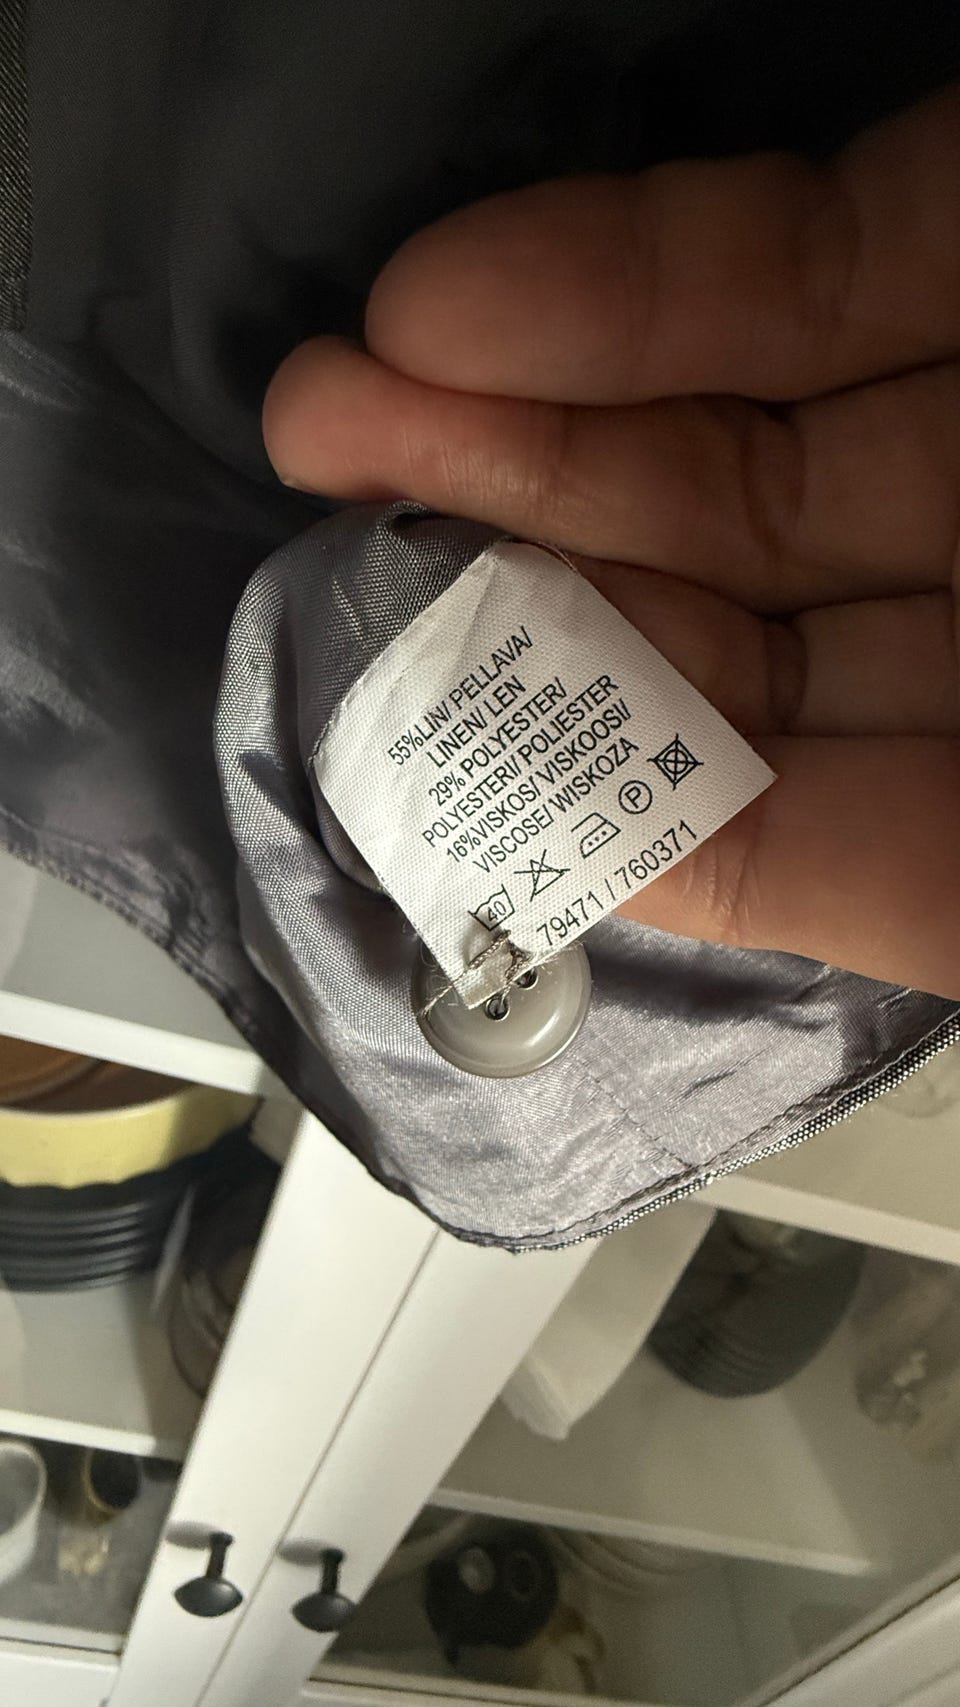 55%LIN/ PELLAVA/
LINEN/ LEN
29% POLYESTER/
POLYESTERI/ POLIESTER
16%VISKOS/ VISKOOSI/
VISCOSE/ WISKOZA
40 P
79471 / 760371